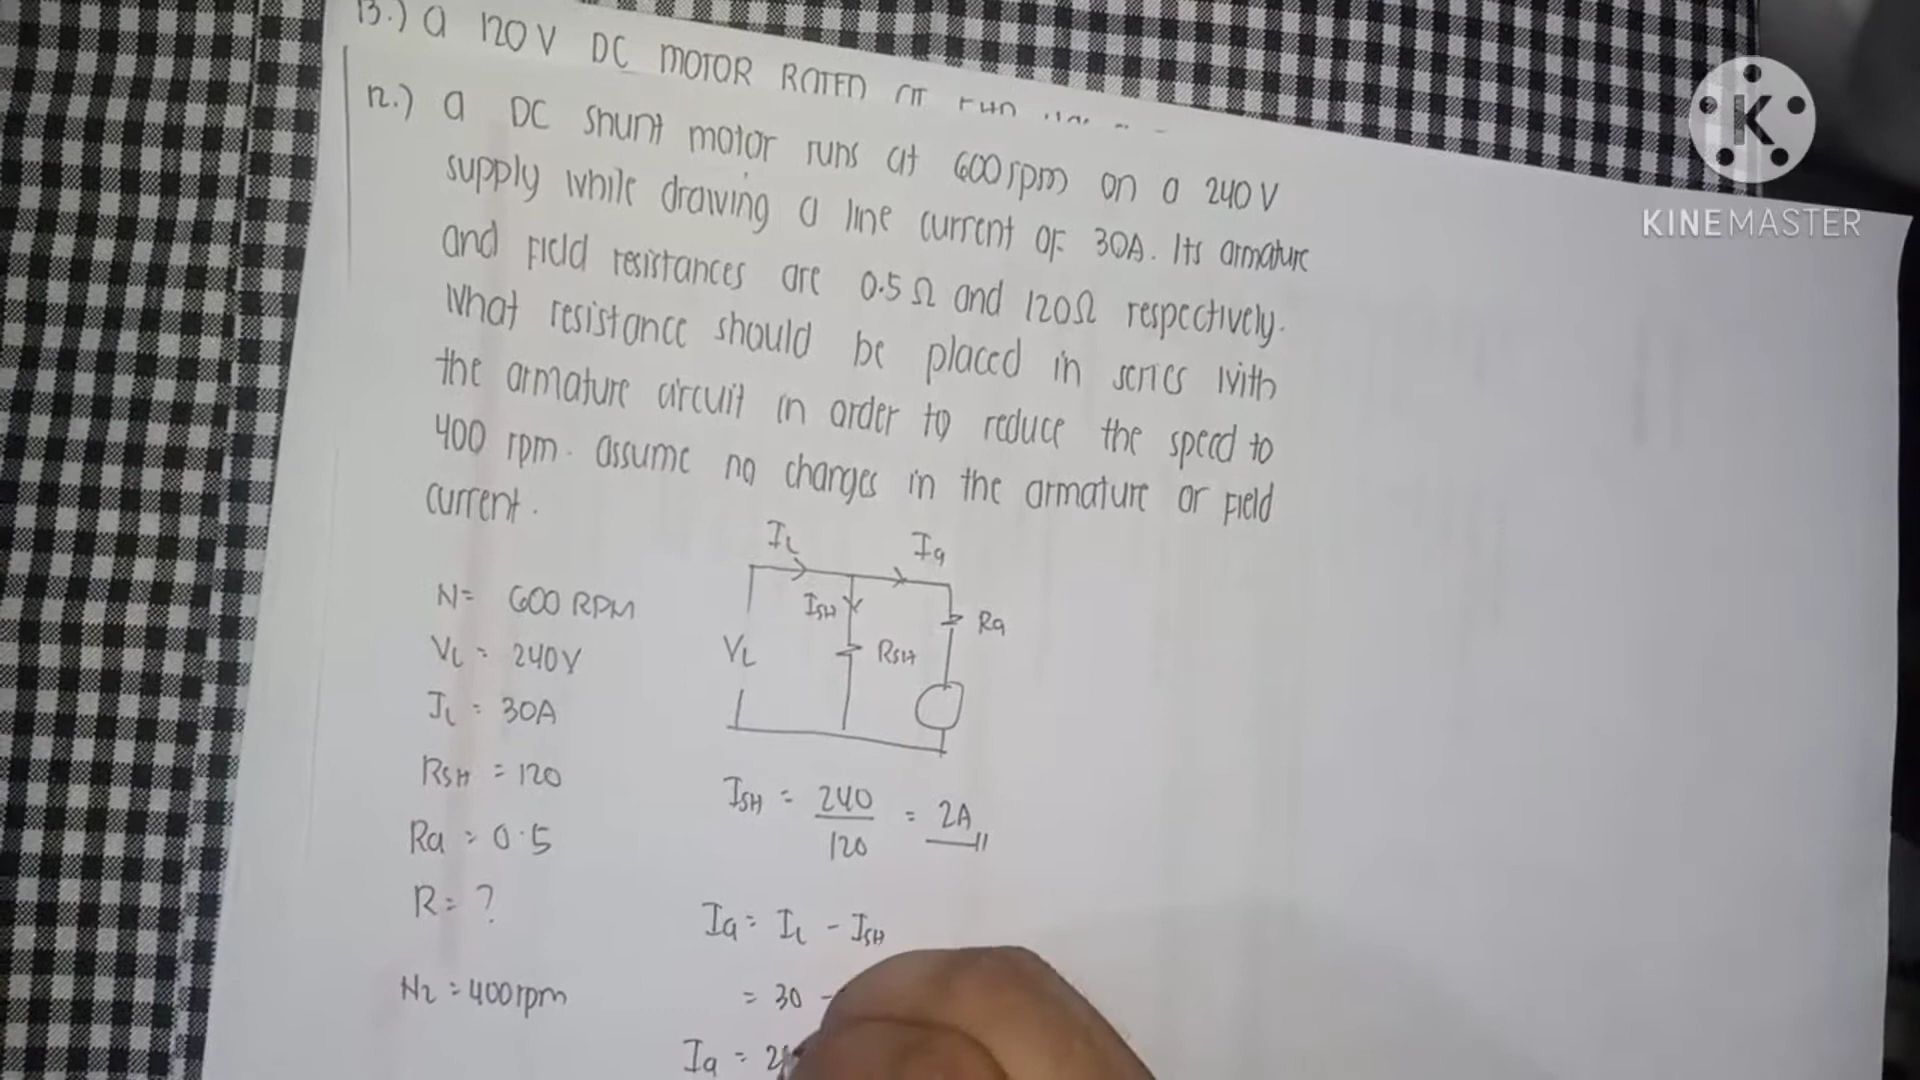 13.) a 120 V DC MOTOR RATED AT
12.) a DC shunt motor runs at 600 rpm on a 240 V
supply while drawing a line current of 30A. Its armature
and field resistances are 0.5 Ω and 120Ω respectively.
What resistance should be placed in series with
the armature circuit in order to reduce the speed to
400 rpm. assume no changes in the armature or field
current.
IL
Ia
ISH
Ra
VL
RSH
N= 600 RPM
VL = 240V
IL = 30A
RSH = 120
Ra = 0.5
R= ?
N2 = 400rpm
ISH = 240 = 2A
120
Ia = IL - ISH
= 30 -
Ia =
K
KINEMASTER